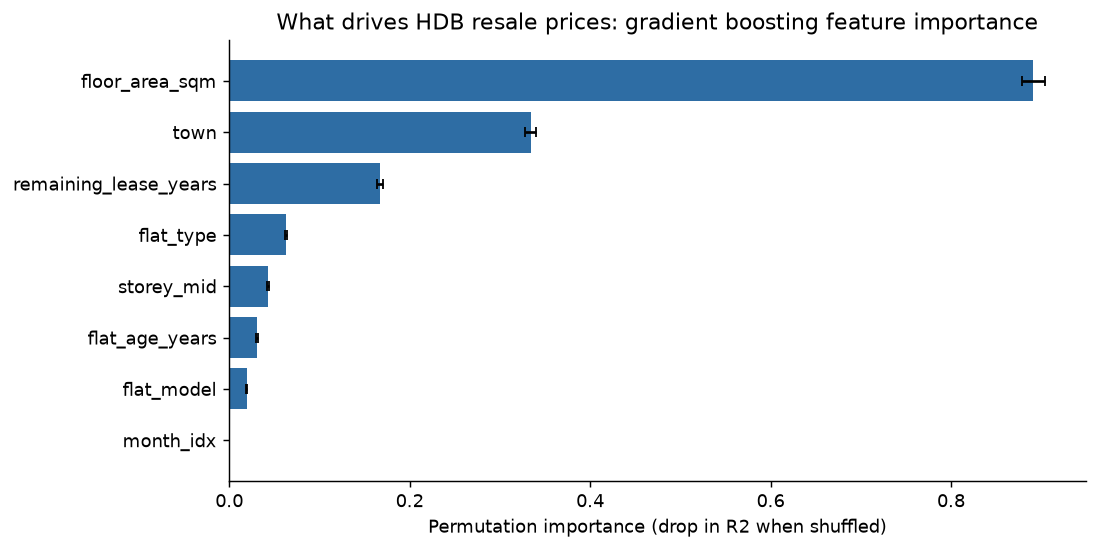 What drives HDB resale prices: gradient boosting feature importance
floor_area_sqm
town
remaining_lease_years
flat_type
storey_mid
flat_age_years
flat_model
month_idx
0.0 0.2 0.4 0.6 0.8
Permutation importance (drop in R2 when shuffled)